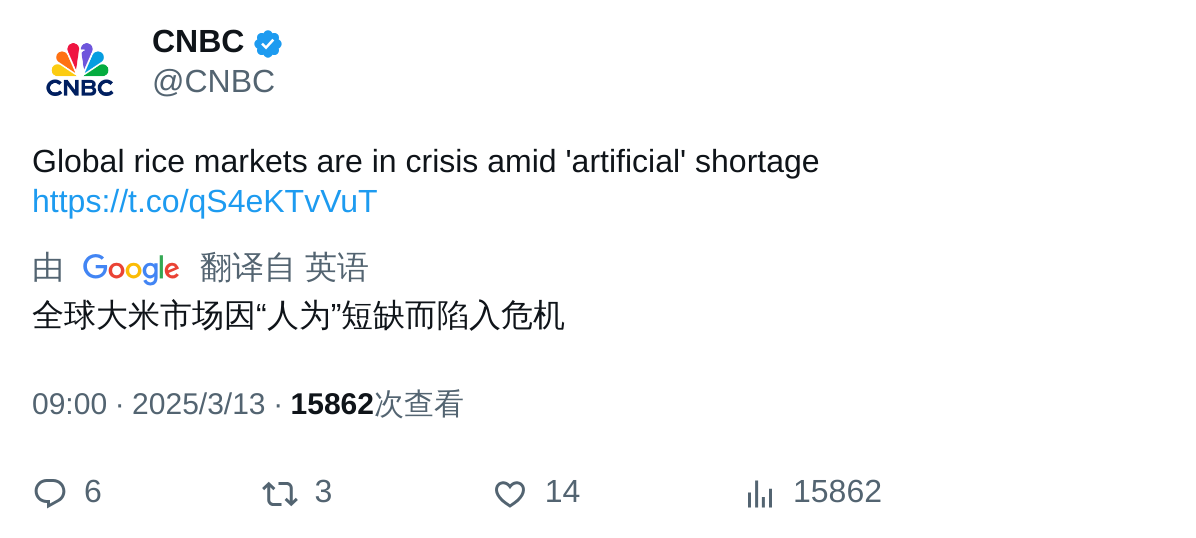 CNBC
CNBC
@CNBC
Global rice markets are in crisis amid 'artificial' shortage
https://t.co/qS4eKTvVuT
由 Google 翻译自 英语
全球大米市场因“人为”短缺而陷入危机
09:00 · 2025/3/13 · 15862次查看
6 3 14 15862